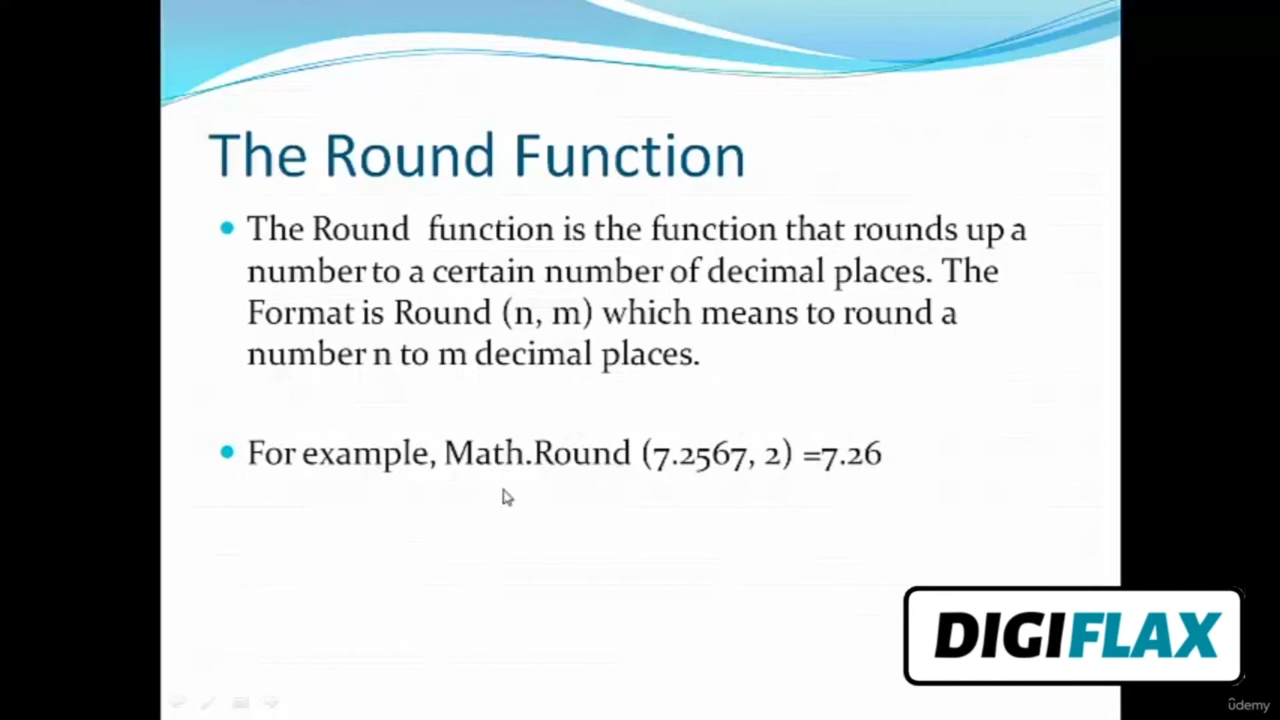 The Round Function
The Round function is the function that rounds up a
number to a certain number of decimal places. The
Format is Round (n, m) which means to round a
number n to m decimal places.
For example, Math.Round (7.2567, 2) =7.26
DIGIFLAX
ûdemy